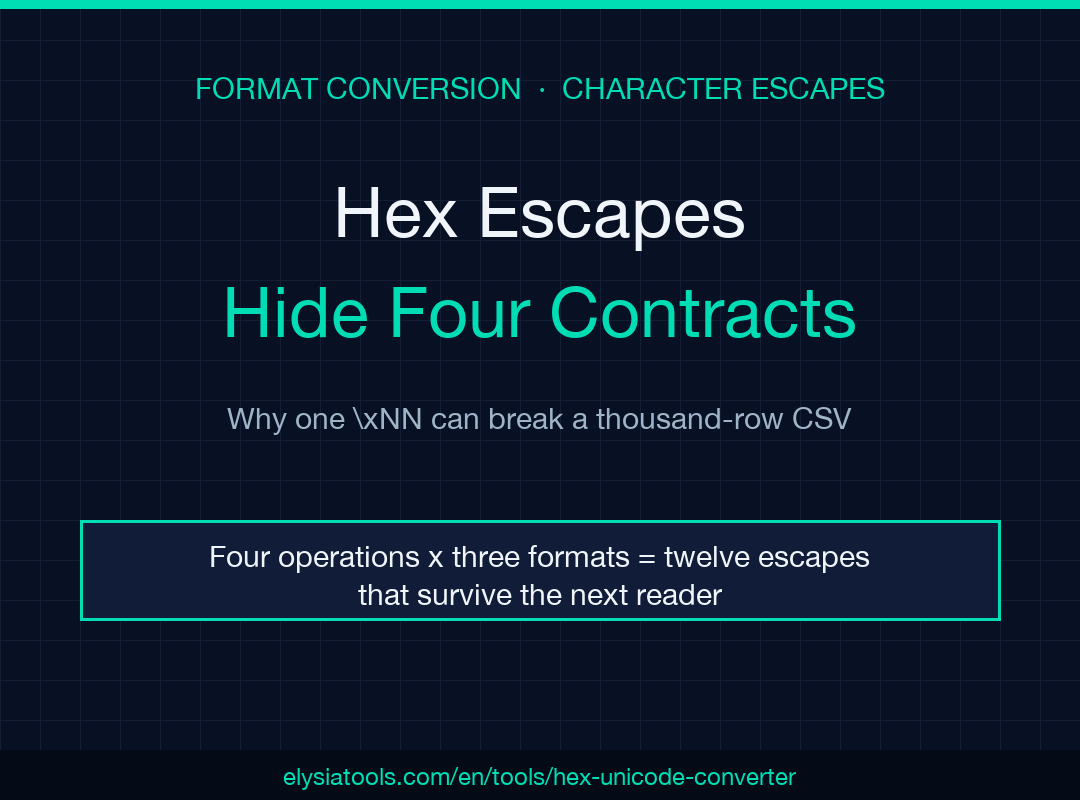 FORMAT CONVERSION · CHARACTER ESCAPES
Hex Escapes
Hide Four Contracts
Why one \xNN can break a thousand-row CSV
Four operations x three formats = twelve escapes
that survive the next reader
elysiatools.com/en/tools/hex-unicode-converter